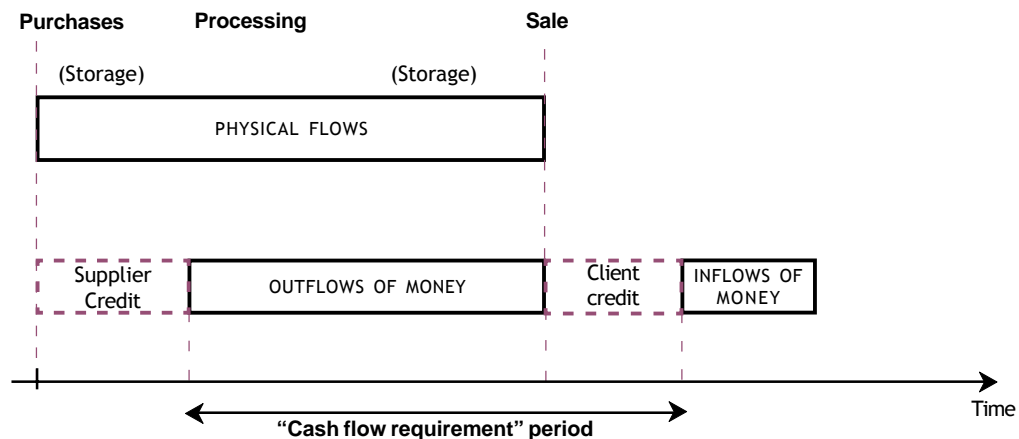 Purchases Processing Sale
(Storage) (Storage)
PHYSICAL FLOWS
Supplier
Credit
OUTFLOWS OF MONEY
Client
credit
INFLOWS OF
MONEY
Time
“Cash flow requirement” period